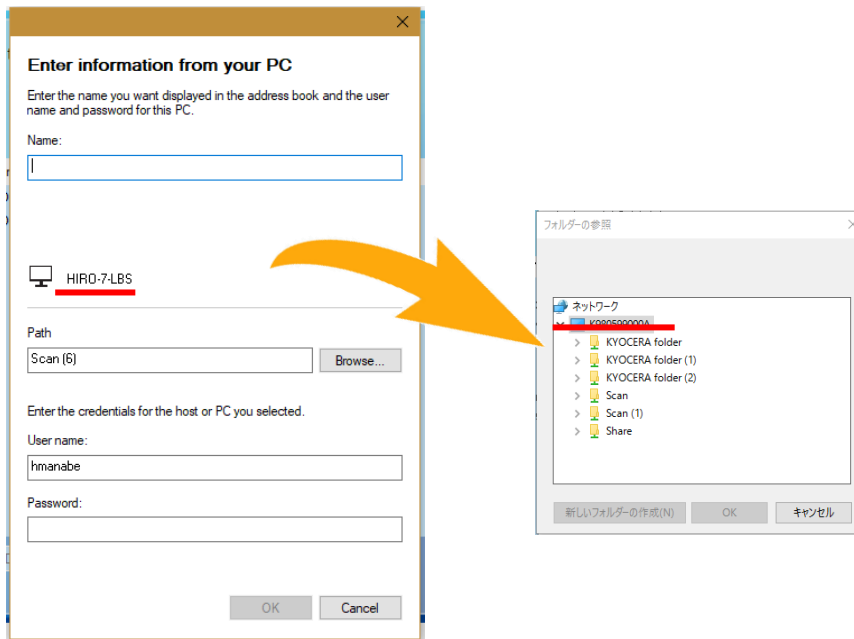 Enter information from your PC
Enter the name you want displayed in the address book and the user
name and password for this PC.
Name:
HIRO-7-LBS
Path
Scan (6)
Browse...
Enter the credentials for the host or PC you selected.
User name:
hmanabe
Password:
OK
Cancel
フォルダーの参照
ネットワーク
KYOCERA folder
KYOCERA folder (1)
KYOCERA folder (2)
Scan
Scan (1)
Share
新しいフォルダーの作成(N)
OK
キャンセル